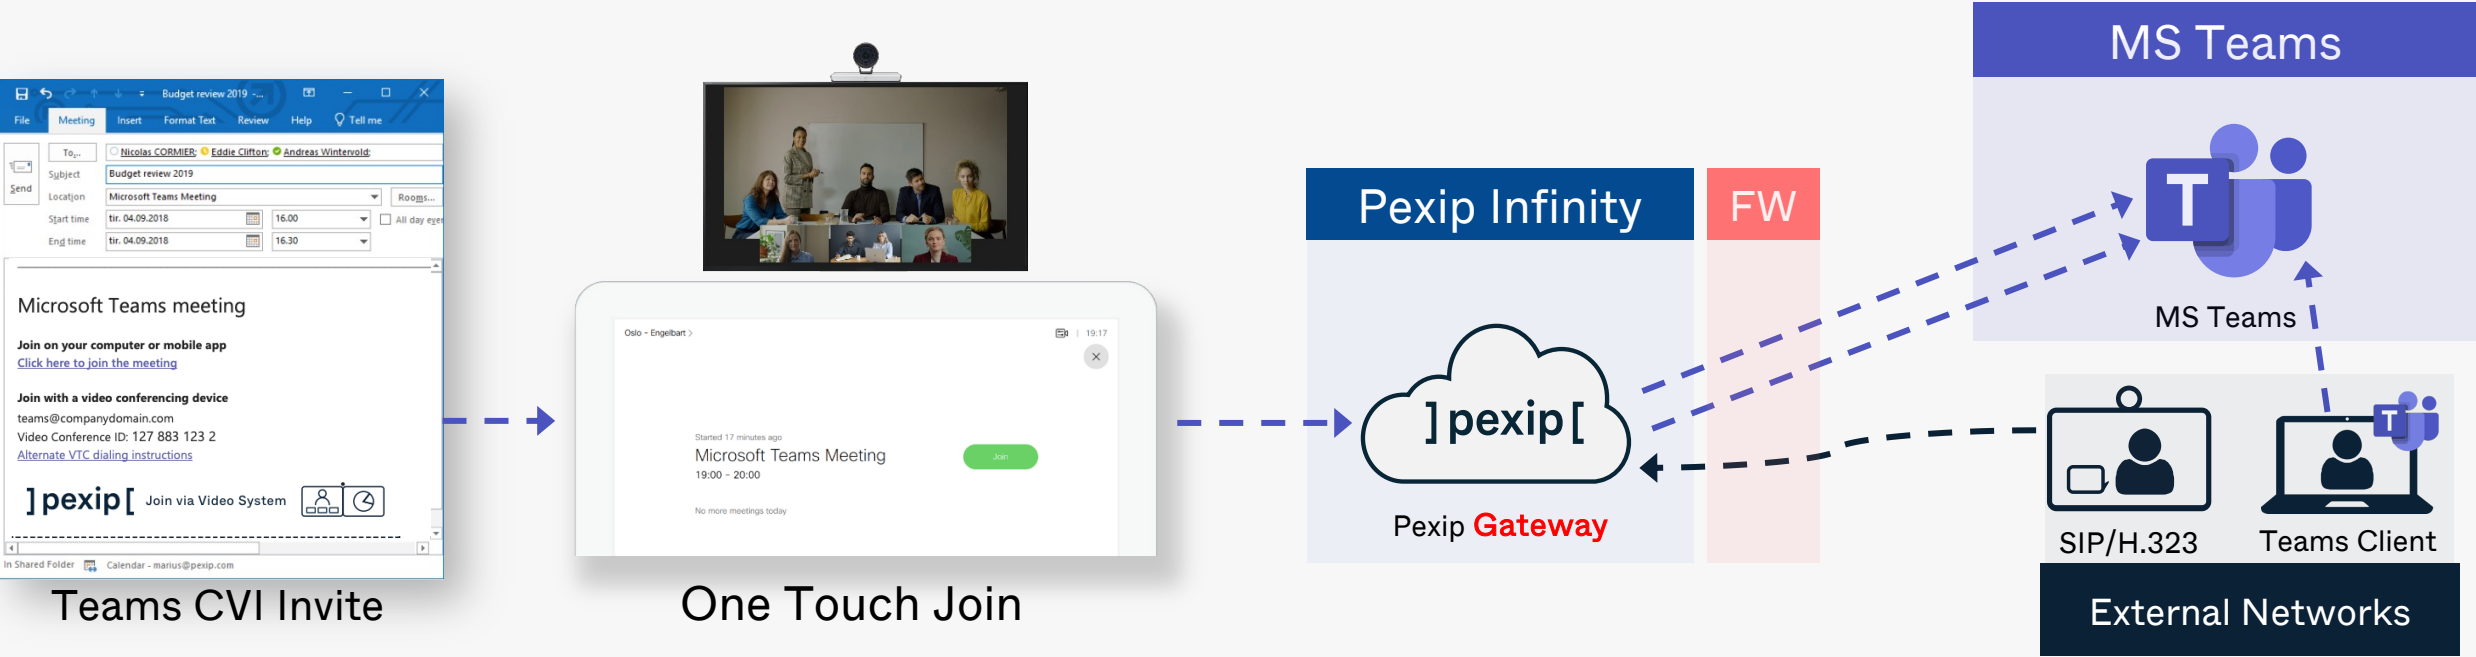 Budget review 2019 -...
File Meeting Insert Format Text Review Help Tell me
To... Nicolas CORMIER; Eddie Clifton; Andreas Wintervold;
Subject Budget review 2019
Send
Location Microsoft Teams Meeting Rooms...
Start time tir. 04.09.2018 16.00 All day eve
End time tir. 04.09.2018 16.30
Microsoft Teams meeting
Join on your computer or mobile app
Click here to join the meeting
Join with a video conferencing device
teams@companydomain.com
Video Conference ID: 127 883 123 2
Alternate VTC dialing instructions
]pexip[ Join via Video System
In Shared Folder Calendar - marius@pexip.com
Teams CVI Invite
Oslo - Engelbart > 19:17
Started 17 minutes ago
Microsoft Teams Meeting
19:00 - 20:00
Join
No more meetings today
One Touch Join
Pexip Infinity
]pexip[
Pexip Gateway
FW
MS Teams
T
MS Teams
T
SIP/H.323
Teams Client
External Networks